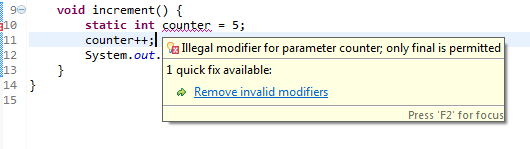 9 void increment() {
10 static int counter = 5;
11 counter++;
12 System.out.
13 }
14 }
15
Illegal modifier for parameter counter; only final is permitted
1 quick fix available:
Remove invalid modifiers
Press 'F2' for focus